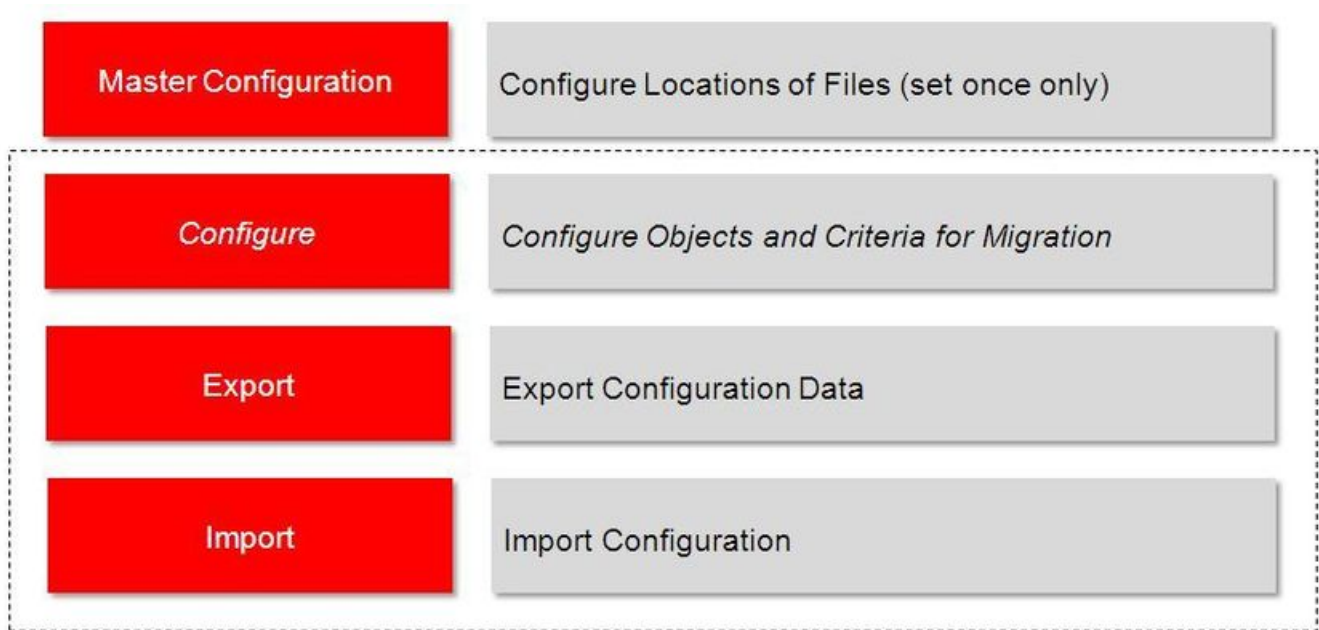 Master Configuration
Configure Locations of Files (set once only)
Configure
Configure Objects and Criteria for Migration
Export
Export Configuration Data
Import
Import Configuration